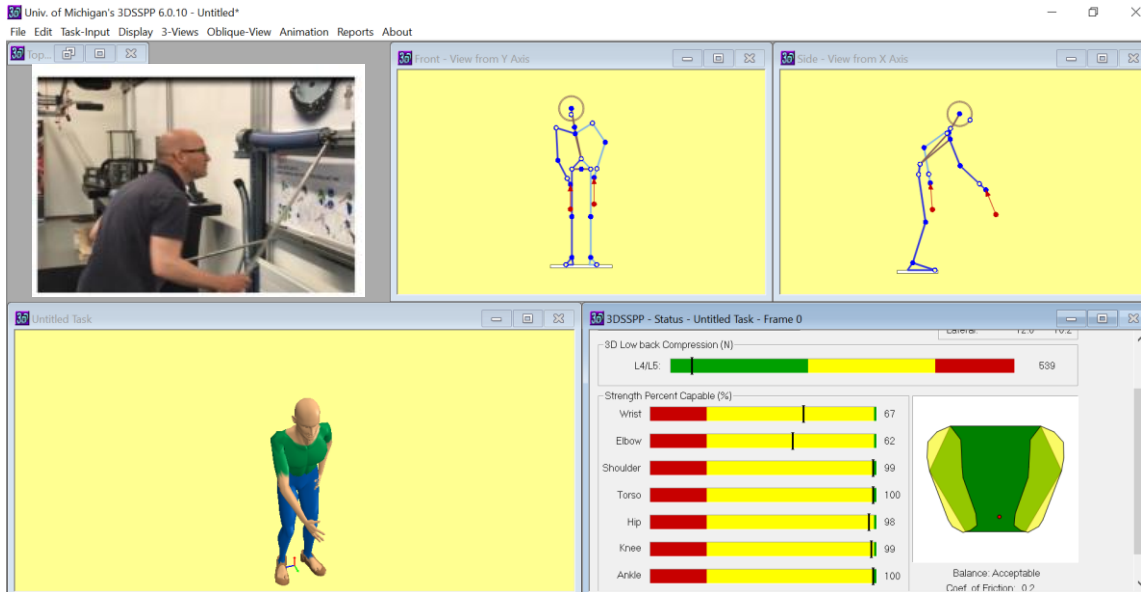 Univ. of Michigan's 3DSSPP 6.0.10 - Untitled*
File Edit Task-Input Display 3-Views Oblique-View Animation Reports About
Top...
Front - View from Y Axis
Side - View from X Axis
Untitled Task
3DSSPP - Status - Untitled Task - Frame 0
3D Low back Compression (N)
L4/L5: 539
Strength Percent Capable (%)
Wrist 67
Elbow 62
Shoulder 99
Torso 100
Hip 98
Knee 99
Ankle 100
Balance: Acceptable
Coef. of Friction: 0.2